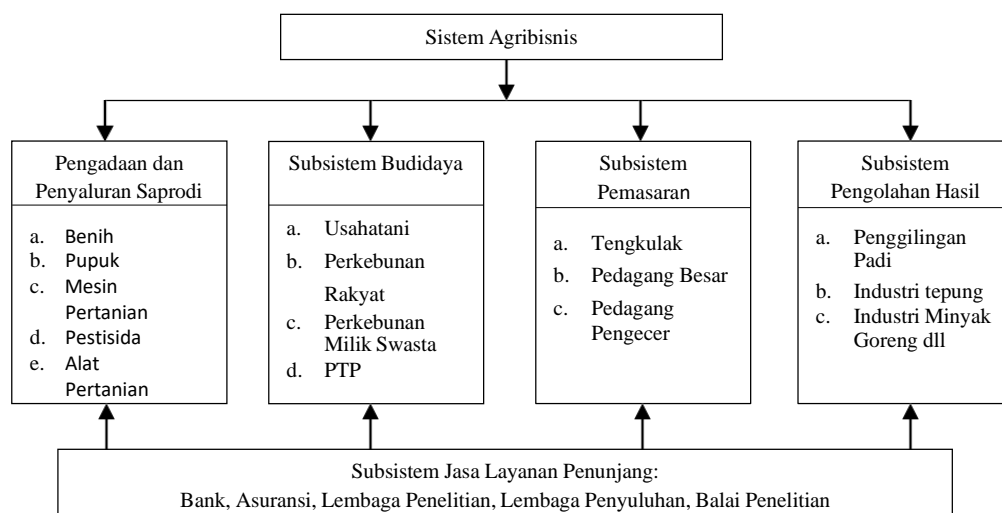 Sistem Agribisnis
Pengadaan dan
Penyaluran Saprodi
a. Benih
b. Pupuk
c. Mesin
Pertanian
d. Pestisida
e. Alat
Pertanian
Subsistem Budidaya
a. Usahatani
b. Perkebunan
Rakyat
c. Perkebunan
Milik Swasta
d. PTP
Subsistem
Pemasaran
a. Tengkulak
b. Pedagang Besar
c. Pedagang
Pengecer
Subsistem
Pengolahan Hasil
a. Penggilingan
Padi
b. Industri tepung
c. Industri Minyak
Goreng dll
Subsistem Jasa Layanan Penunjang:
Bank, Asuransi, Lembaga Penelitian, Lembaga Penyuluhan, Balai Penelitian